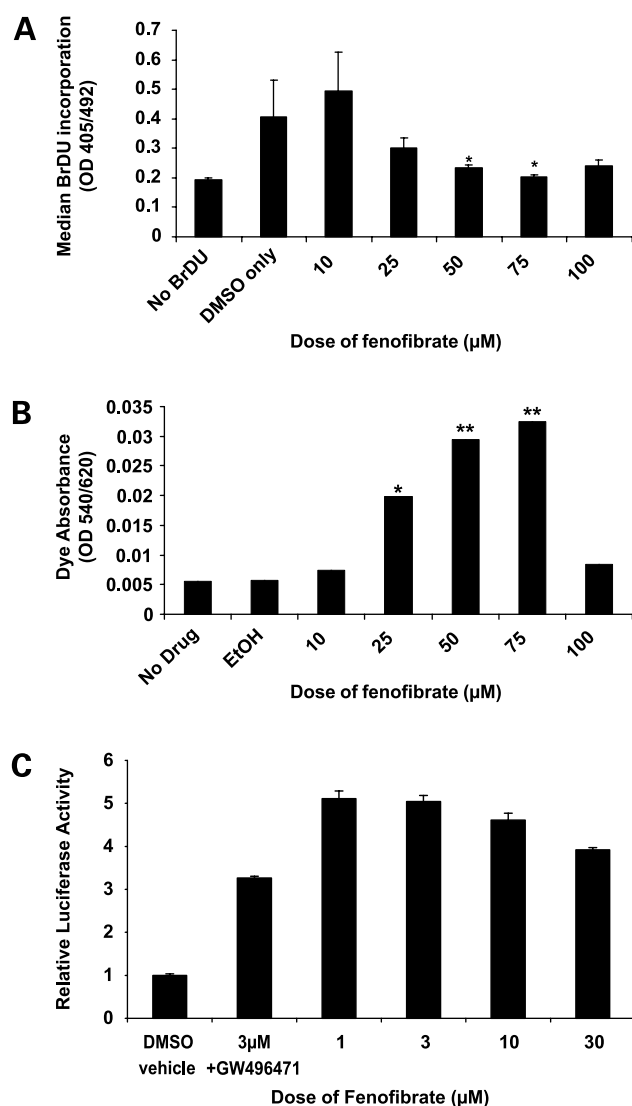 A
Median BrDU incorporation
(OD 405/492)
0.7
0.6
0.5
0.4
0.3
0.2
0.1
0
*
*
No BrDU
DMSO only
10
25
50
75
100
Dose of fenofibrate (µM)
B
Dye Absorbance
(OD 540/620)
0.035
0.03
0.025
0.02
0.015
0.01
0.005
0
*
**
**
No Drug
EtOH
10
25
50
75
100
Dose of fenofibrate (µM)
C
Relative Luciferase Activity
6
5
4
3
2
1
0
DMSO 3µM 1 3 10 30
vehicle +GW496471
Dose of Fenofibrate (µM)